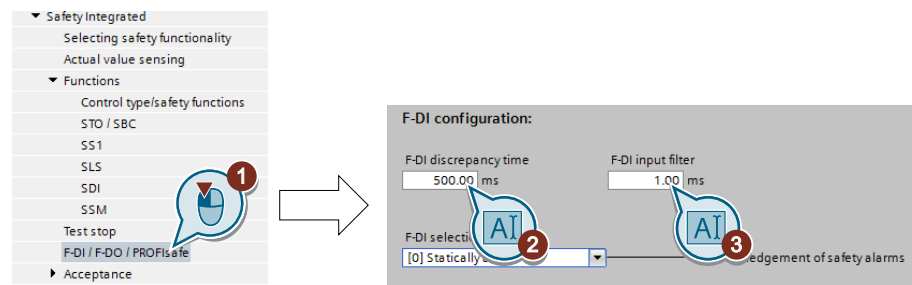 Safety Integrated
Selecting safety functionality
Actual value sensing
Functions
Control type/safety functions
STO / SBC
SS1
SLS
SDI
SSM
Test stop
F-DI / F-DO / PROFIsafe
Acceptance
1
F-DI configuration:
F-DI discrepancy time
F-DI input filter
500.00 ms
1.00 ms
AI
2
AI
3
F-DI
[0] Statically
of safety alarms